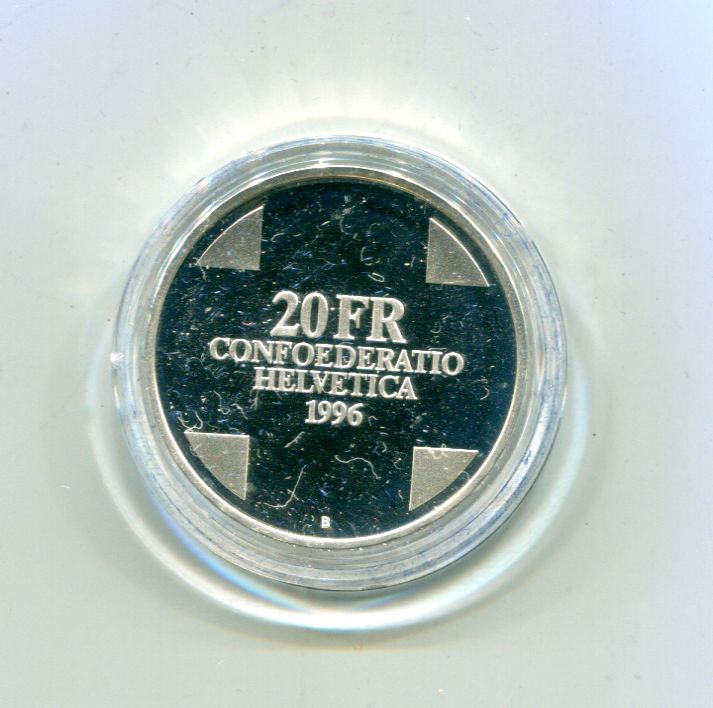 20 FR
CONFOEDERATIO
HELVETICA
1996
B